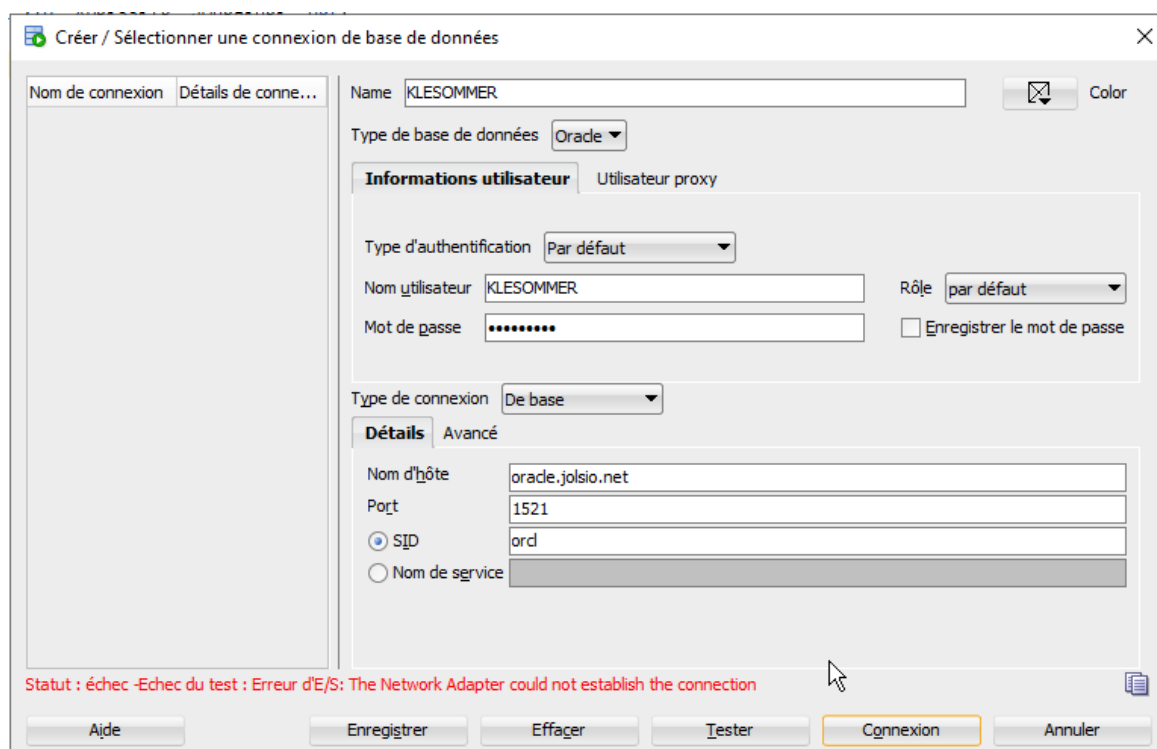 Créer / Sélectionner une connexion de base de données
Nom de connexion Détails de conne...
Name KLESOMMER Color
Type de base de données Oracle
Informations utilisateur Utilisateur proxy
Type d'authentification Par défaut
Nom utilisateur KLESOMMER Rôle par défaut
Mot de passe ••••••••• Enregistrer le mot de passe
Type de connexion De base
Détails Avancé
Nom d'hôte oracle.jolsio.net
Port 1521
SID orcl
Nom de service
Statut : échec -Echec du test : Erreur d'E/S: The Network Adapter could not establish the connection
Aide Enregistrer Effacer Tester Connexion Annuler